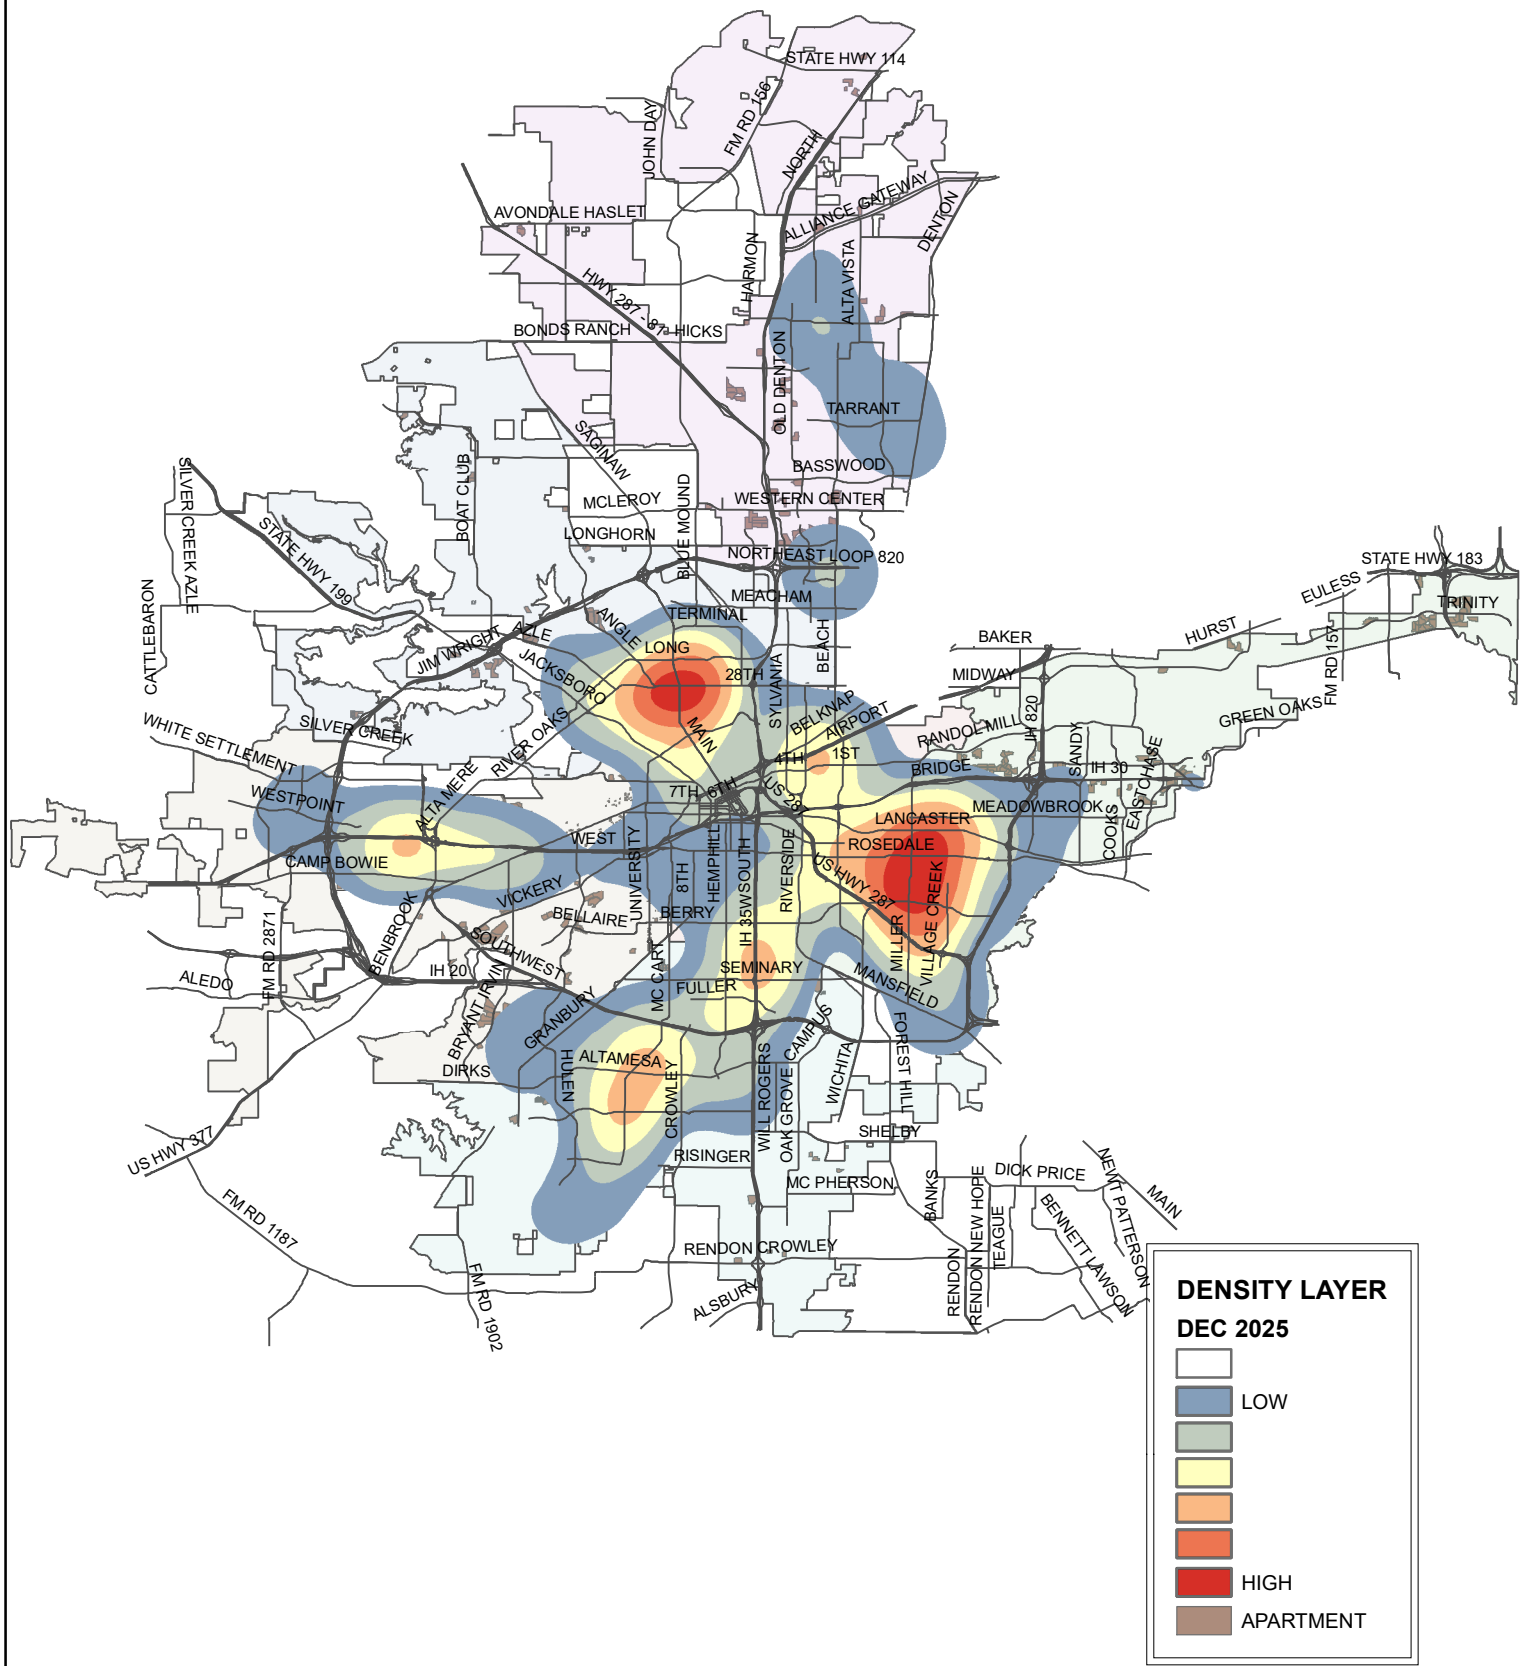 STATE HWY 114
FM RD 156
JOHN DAY
NORTH
ALLIANCE GATEWAY
DENTON
AVONDALE HASLET
HARMON
ALTA VISTA
HWY 287 - 81
BONDS RANCH
HICKS
OLD DENTON
TARRANT
SAGINAW
BASSWOOD
BOAT CLUB
MCLEROY
BLUE MOUND
WESTERN CENTER
SILVER CREEK AZLE
STATE HWY 199
LONGHORN
NORTHEAST LOOP 820
STATE HWY 183
EULESS
TRINITY
MEACHAM
TERMINAL
CATTLEBARON
ANGLE
AZLE
JIM WRIGHT
JACKSBORO
LONG
BEACH
BAKER
HURST
FM RD 157
28TH
MIDWAY
SYLVANIA
BELKNAP
AIRPORT
WHITE SETTLEMENT
SILVER CREEK
RIVER OAKS
MAIN
RANDOL MILL
IH 820
GREEN OAKS
SANDY
EASTCHASE
4TH
1ST
BRIDGE
IH 30
WESTPOINT
ALTA MERE
7TH
6TH
US 287
MEADOWBROOK
LANCASTER
COOKS
WEST
ROSEDALE
CAMP BOWIE
UNIVERSITY
8TH
HEMPHILL
IH 35WSOUTH
RIVERSIDE
US HWY 287
VICKERY
VILLAGE CREEK
BELLAIRE
BERRY
MILLER
FM RD 2871
BENBROOK
SOUTHWEST
IH 20
ALEDO
BRYANT IRVIN
MC CART
SEMINARY
FULLER
MANSFIELD
GRANBURY
CAMPUS
FOREST HILL
ALTAMESA
DIRKS
HULEN
CROWLEY
WILL ROGERS
OAK GROVE
WICHITA
US HWY 377
SHELBY
RISINGER
MC PHERSON
BANKS
RENDON NEW HOPE
DICK PRICE
NEWT PATTERSON
MAIN
TEAGUE
BENNETT LAWSON
FM RD 1187
RENDON CROWLEY
RENDON
FM RD 1902
ALSBURY
DENSITY LAYER
DEC 2025
LOW
HIGH
APARTMENT